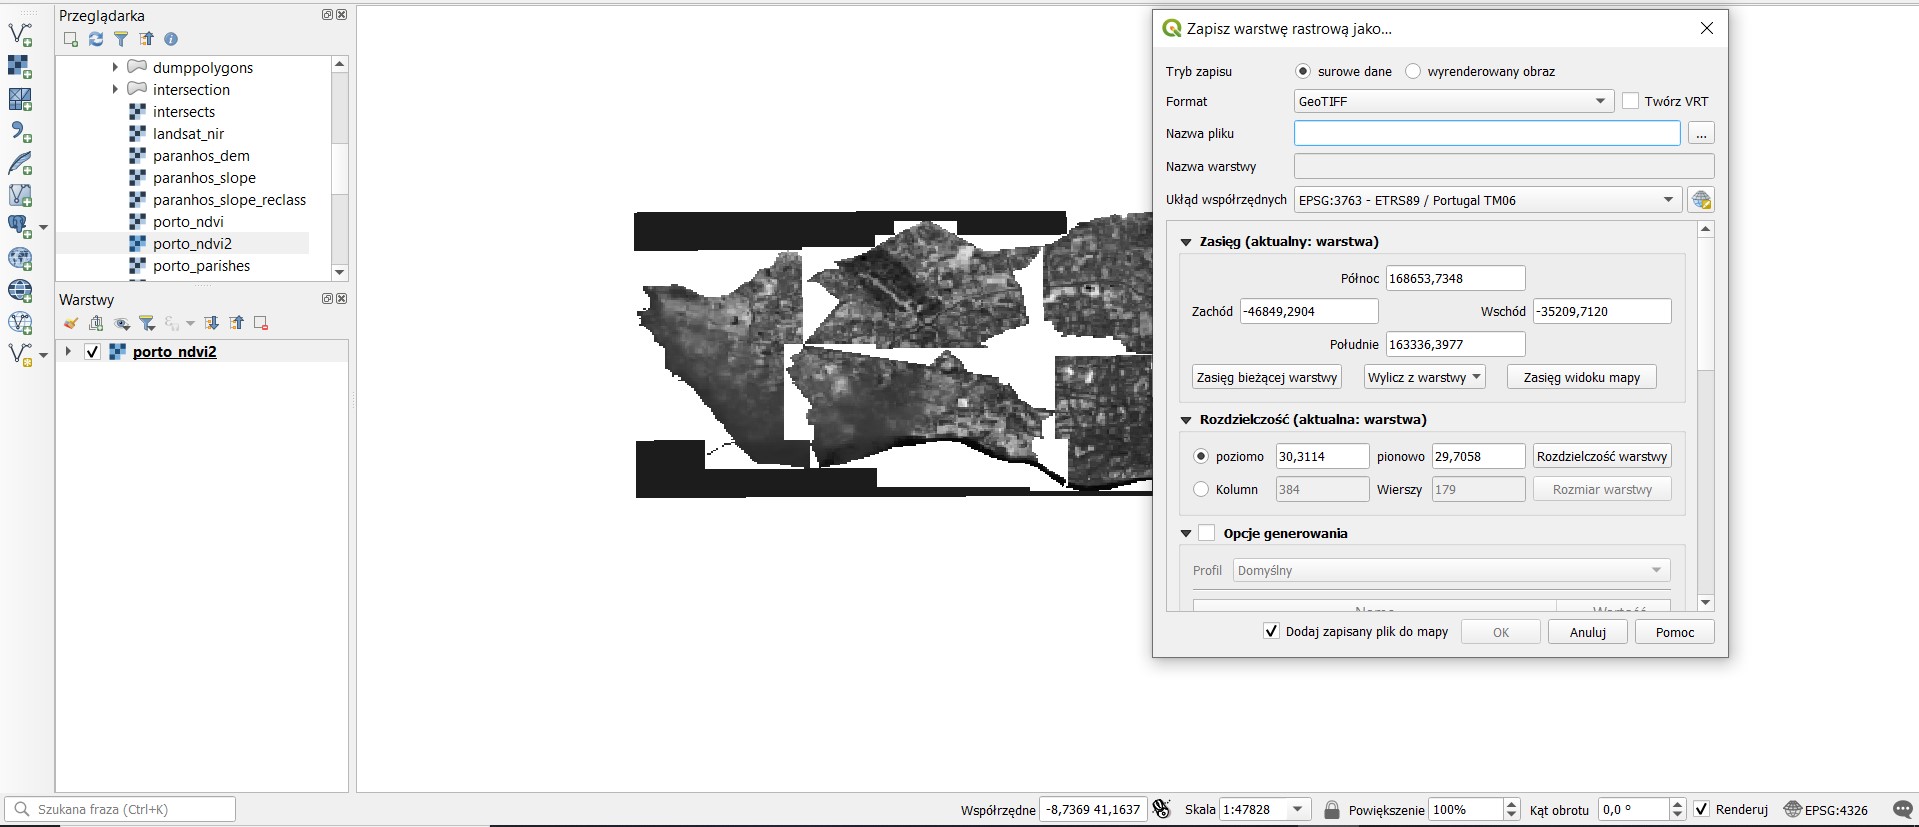 Przeglądarka
dumppolygons
intersection
intersects
landsat_nir
paranhos_dem
paranhos_slope
paranhos_slope_reclass
porto_ndvi
porto_ndvi2
porto_parishes
Warstwy
porto_ndvi2
Zapisz warstwę rastrową jako...
Tryb zapisu surowe dane wyrenderowany obraz
Format GeoTIFF Twórz VRT
Nazwa pliku ...
Nazwa warstwy
Układ współrzędnych EPSG:3763 - ETRS89 / Portugal TM06
Zasięg (aktualny: warstwa)
Północ 168653,7348
Zachód -46849,2904 Wschód -35209,7120
Południe 163336,3977
Zasięg bieżącej warstwy Wylicz z warstwy Zasięg widoku mapy
Rozdzielczość (aktualna: warstwa)
poziomo 30,3114 pionowo 29,7058 Rozdzielczość warstwy
Kolumn 384 Wierszy 179 Rozmiar warstwy
Opcje generowania
Profil Domyślny
Name Wartość
Dodaj zapisany plik do mapy OK Anuluj Pomoc
Szukana fraza (Ctrl+K) Współrzędne -8,7369 41,1637 Skala 1:47828 Powiększenie 100% Kąt obrotu 0,0 ° Renderuj EPSG:4326